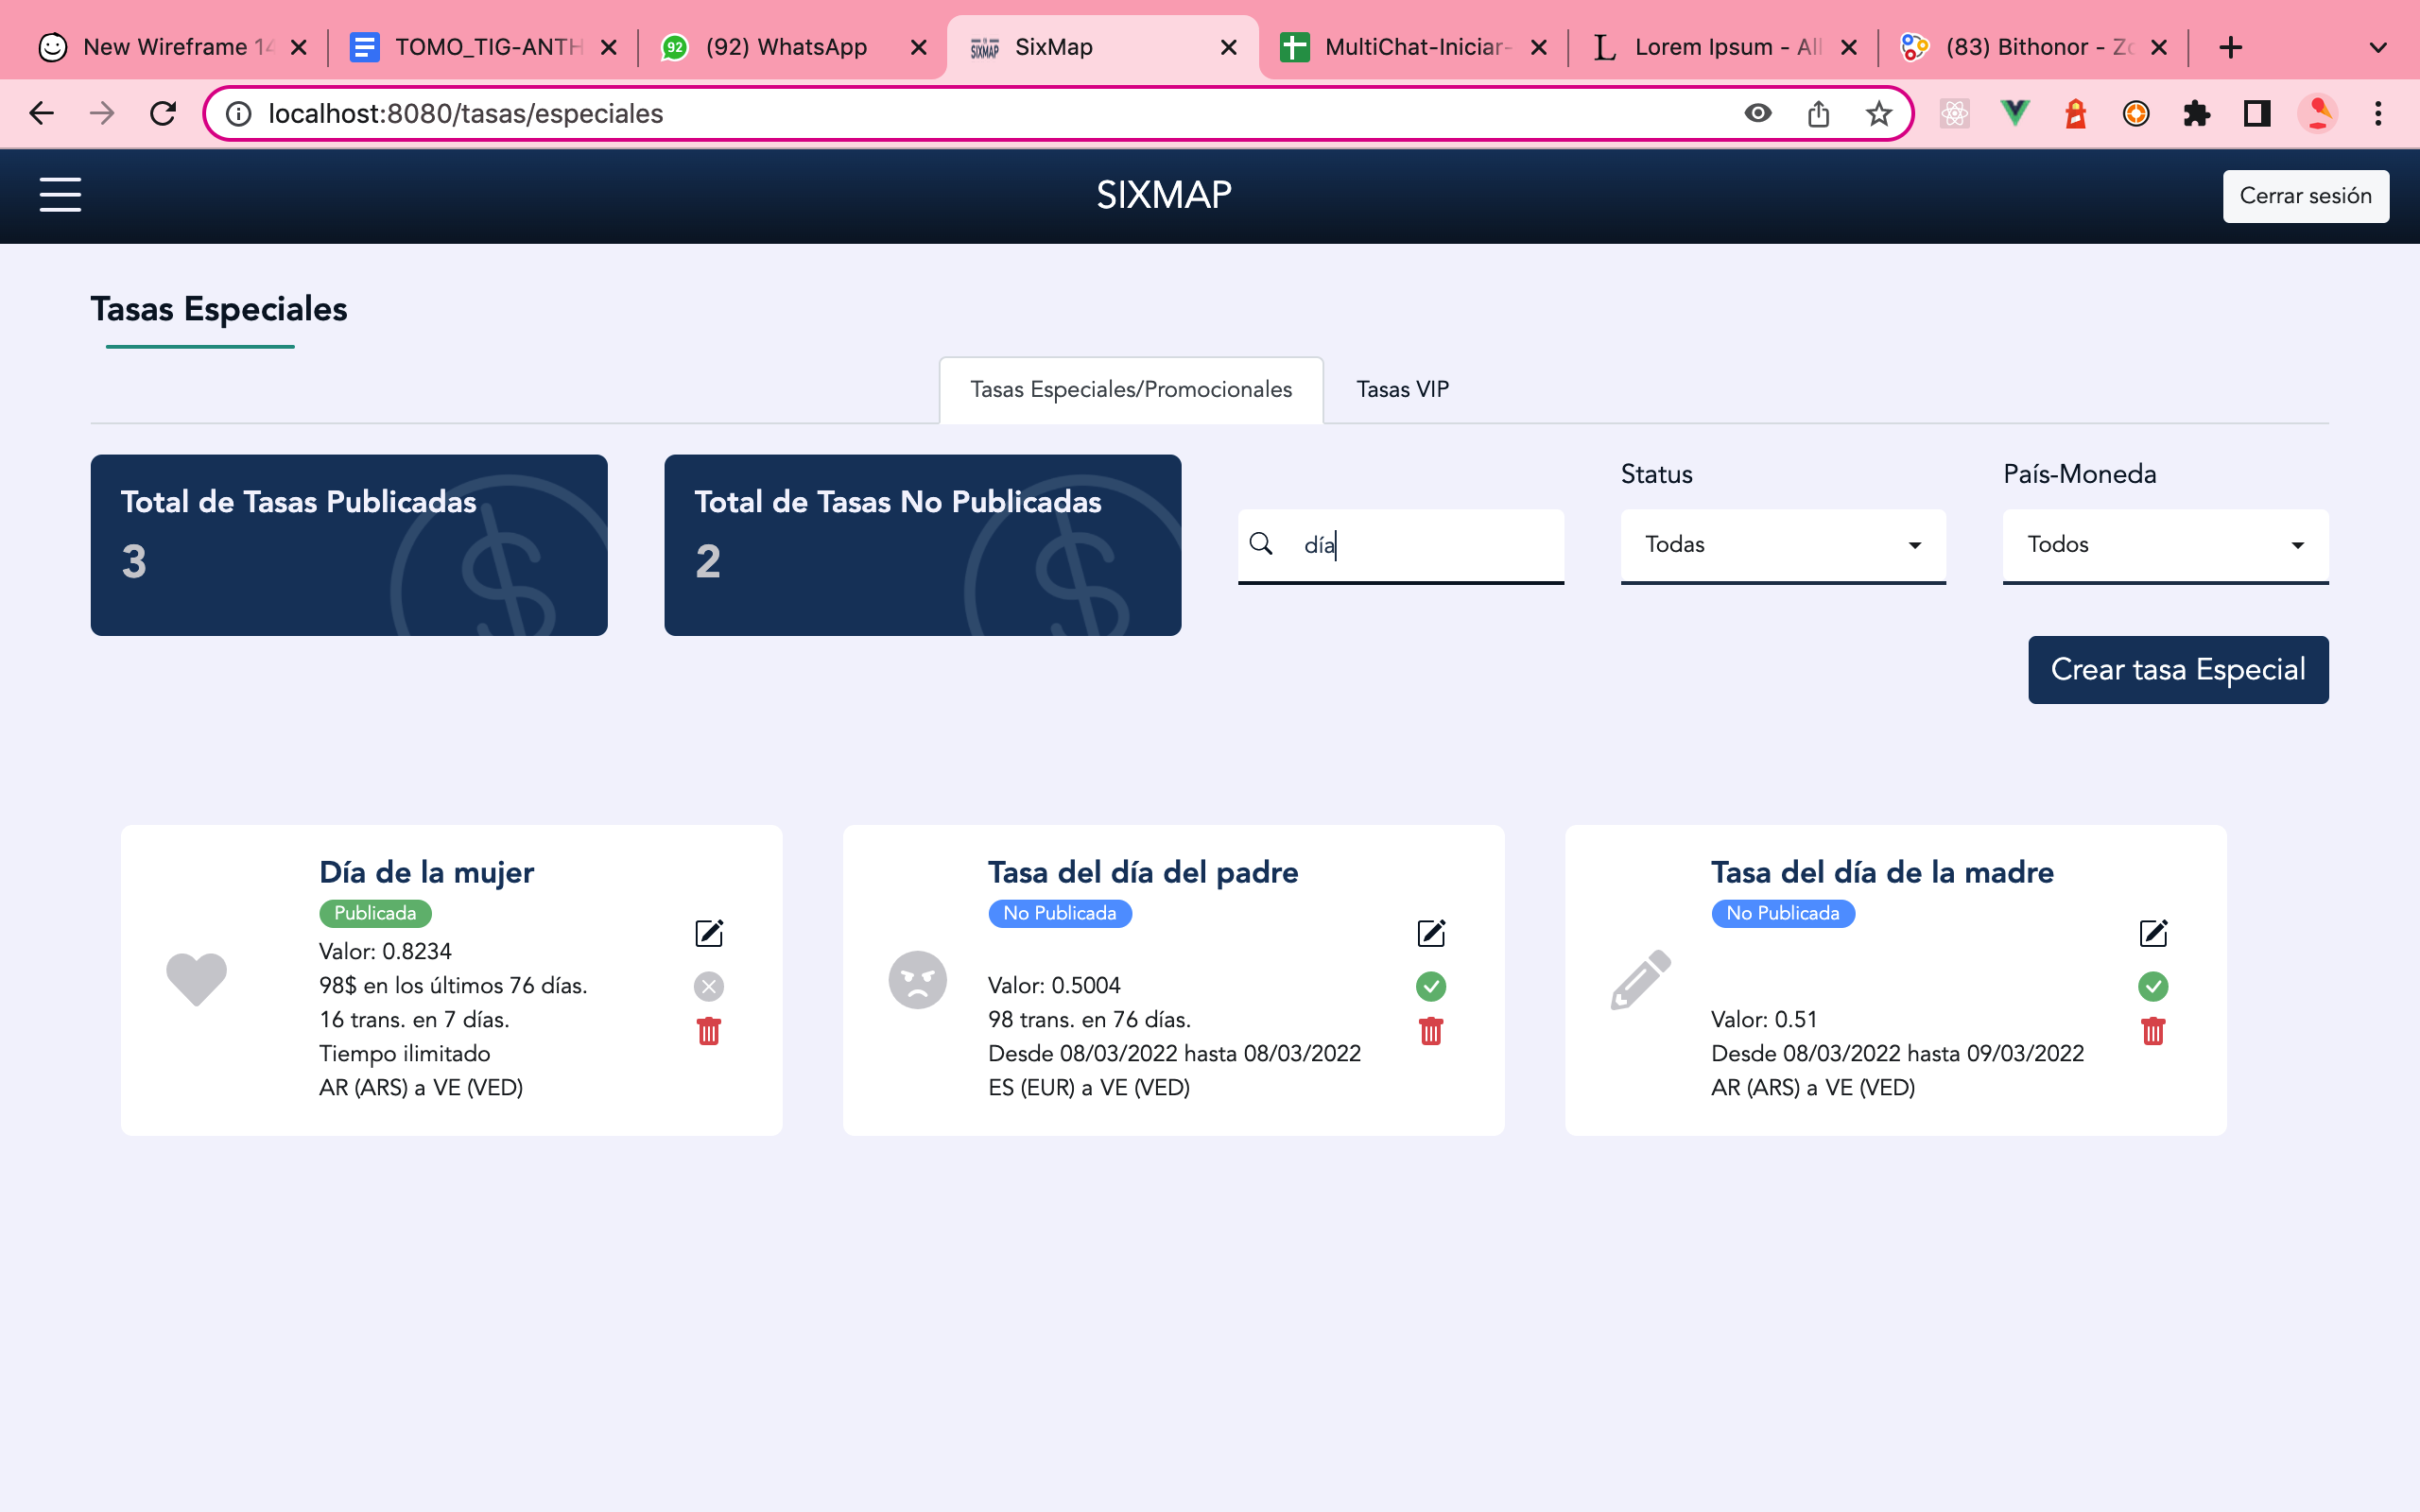 New Wireframe 14
TOMO_TIG-ANTH
92
(92) WhatsApp
SIXMAP
SixMap
MultiChat-Iniciar-
L
Lorem Ipsum - All
(83) Bithonor - Zo
localhost:8080/tasas/especiales
SIXMAP
Cerrar sesión
Tasas Especiales
Tasas Especiales/Promocionales
Tasas VIP
Total de Tasas Publicadas
3
Total de Tasas No Publicadas
2
día
Status
Todas
País-Moneda
Todos
Crear tasa Especial
Día de la mujer
Publicada
Valor: 0.8234
98$ en los últimos 76 días.
16 trans. en 7 días.
Tiempo ilimitado
AR (ARS) a VE (VED)
Tasa del día del padre
No Publicada
Valor: 0.5004
98 trans. en 76 días.
Desde 08/03/2022 hasta 08/03/2022
ES (EUR) a VE (VED)
Tasa del día de la madre
No Publicada
Valor: 0.51
Desde 08/03/2022 hasta 09/03/2022
AR (ARS) a VE (VED)